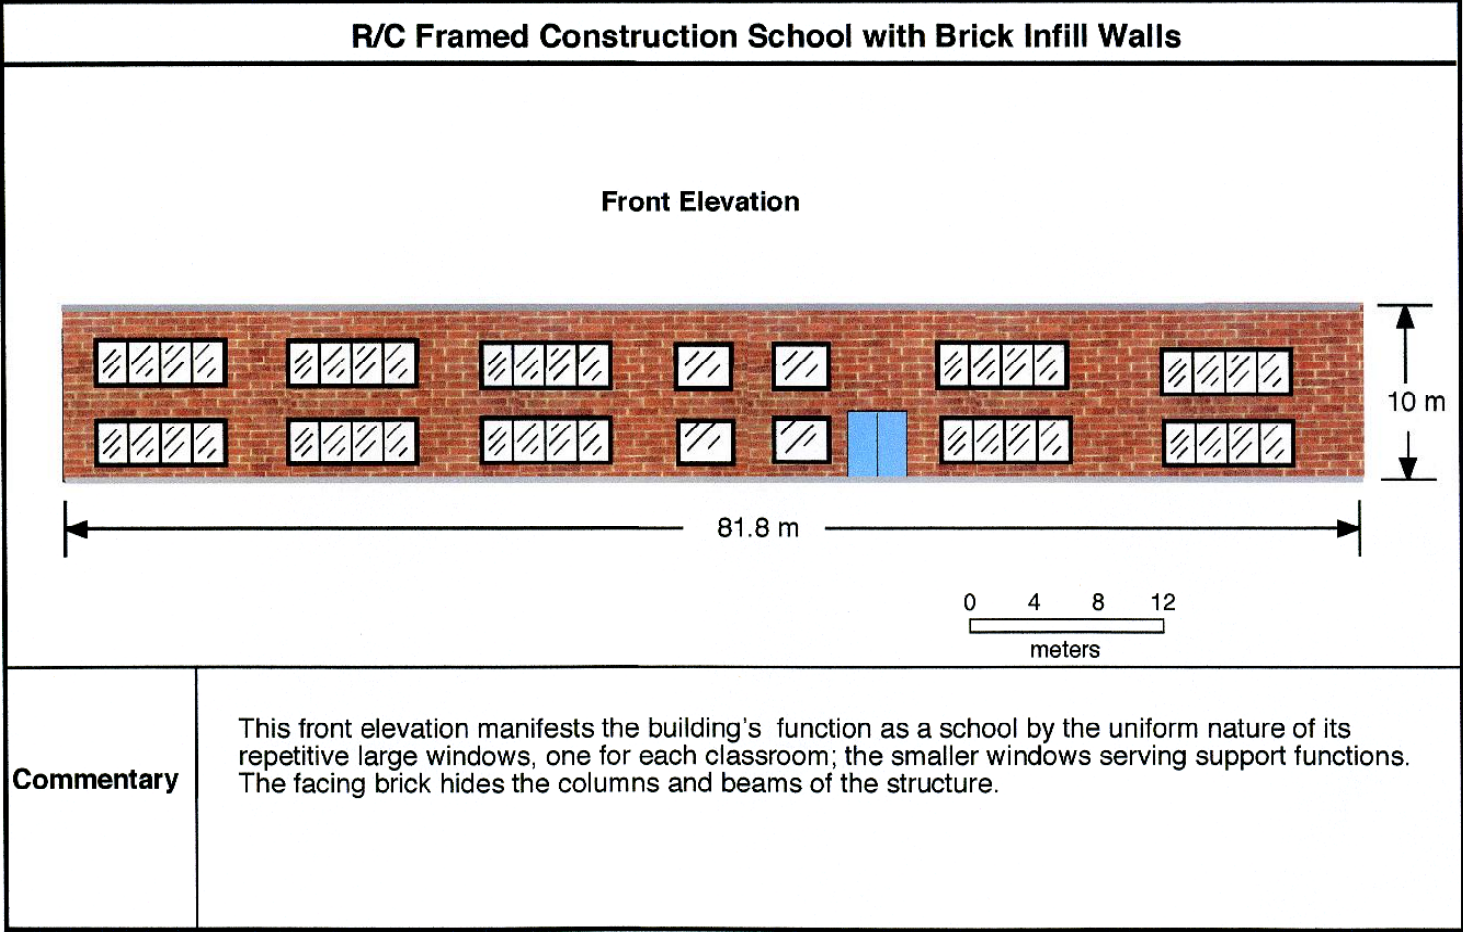 R/C Framed Construction School with Brick Infill Walls
Front Elevation
10 m
81.8 m
0 4 8 12
meters
Commentary
This front elevation manifests the building's function as a school by the uniform nature of its
repetitive large windows, one for each classroom; the smaller windows serving support functions.
The facing brick hides the columns and beams of the structure.